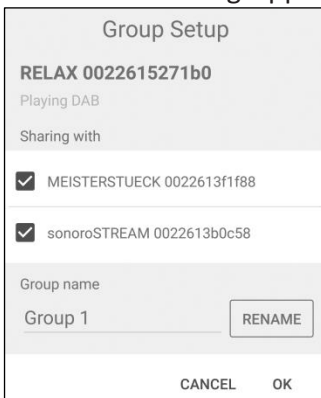 Group Setup
RELAX 0022615271b0
Playing DAB
Sharing with
MEISTERSTUECK 0022613f1f88
sonoroSTREAM 0022613b0c58
Group name
Group 1
RENAME
CANCEL OK